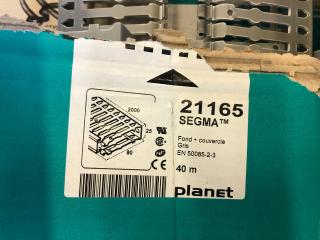 21165
SEGMA™
2000
25
80
Fond + couvercle
Gris
EN 50085-2-3
40 m
planet